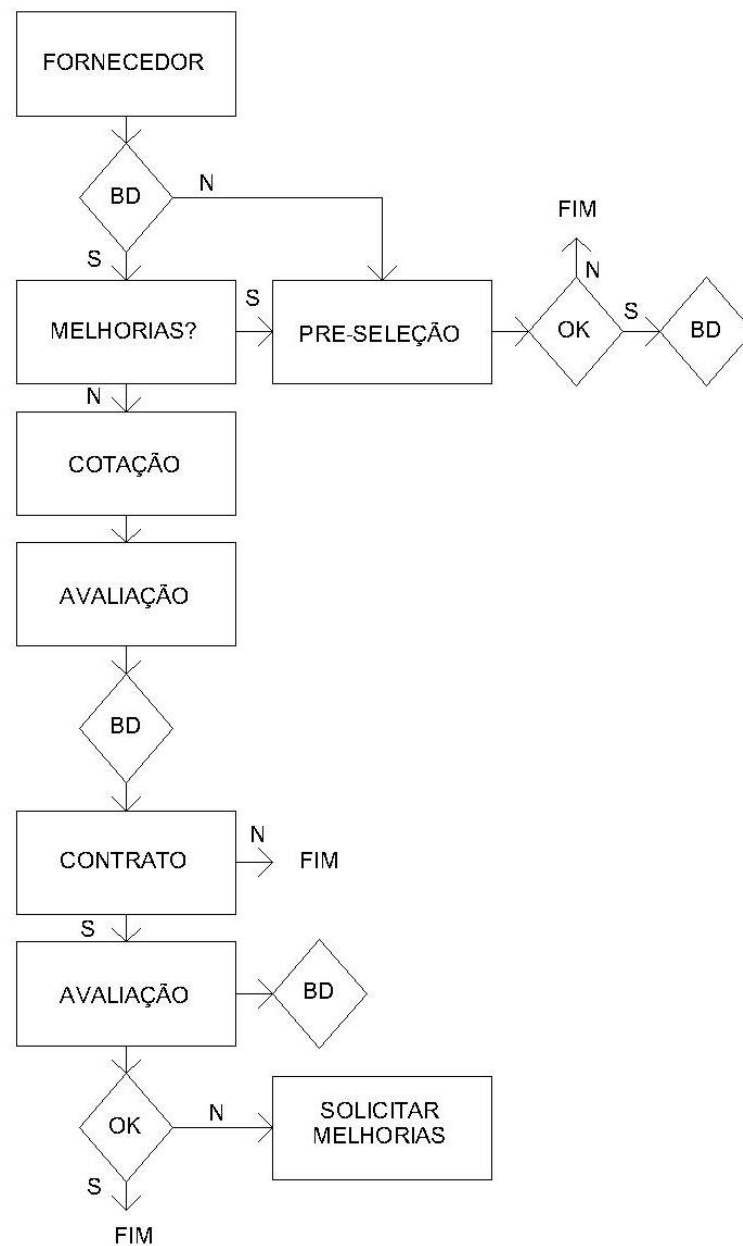 FORNECEDOR
BD
N
FIM
S
N
MELHORIAS?
S
PRE-SELEÇÃO
OK
S
BD
N
COTAÇÃO
AVALIAÇÃO
BD
CONTRATO
N
FIM
S
AVALIAÇÃO
BD
OK
N
SOLICITAR
MELHORIAS
S
FIM